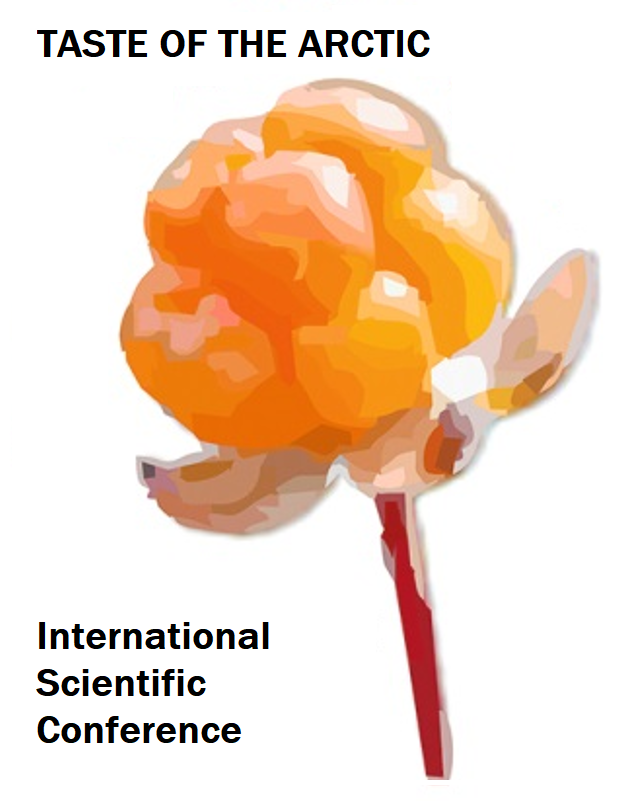 TASTE OF THE ARCTIC
International
Scientific
Conference